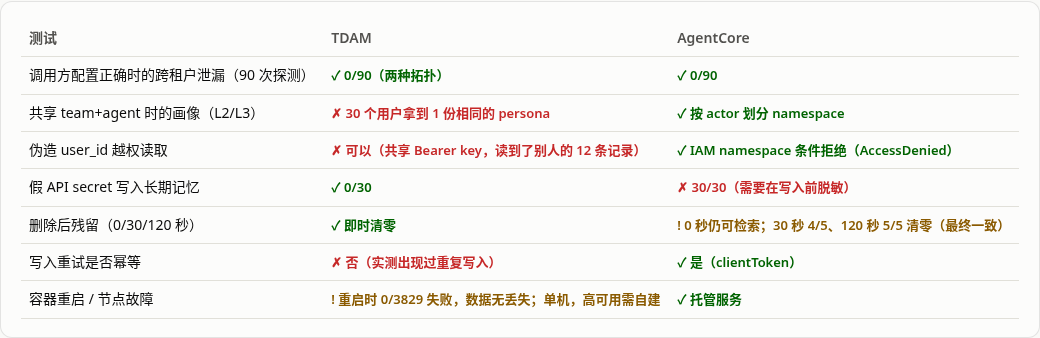 测试 TDAM AgentCore
调用方配置正确时的跨租户泄漏（90 次探测） ✓ 0/90（两种拓扑） ✓ 0/90
共享 team+agent 时的画像（L2/L3） ✗ 30 个用户拿到 1 份相同的 persona ✓ 按 actor 划分 namespace
伪造 user_id 越权读取 ✗ 可以（共享 Bearer key，读到了别人的 12 条记录） ✓ IAM namespace 条件拒绝（AccessDenied）
假 API secret 写入长期记忆 ✓ 0/30 ✗ 30/30（需要在写入前脱敏）
删除后残留（0/30/120 秒） ✓ 即时清零 ! 0 秒仍可检索；30 秒 4/5、120 秒 5/5 清零（最终一致）
写入重试是否幂等 ✗ 否（实测出现过重复写入） ✓ 是（clientToken）
容器重启 / 节点故障 ! 重启时 0/3829 失败，数据无丢失；单机，高可用需自建 ✓ 托管服务